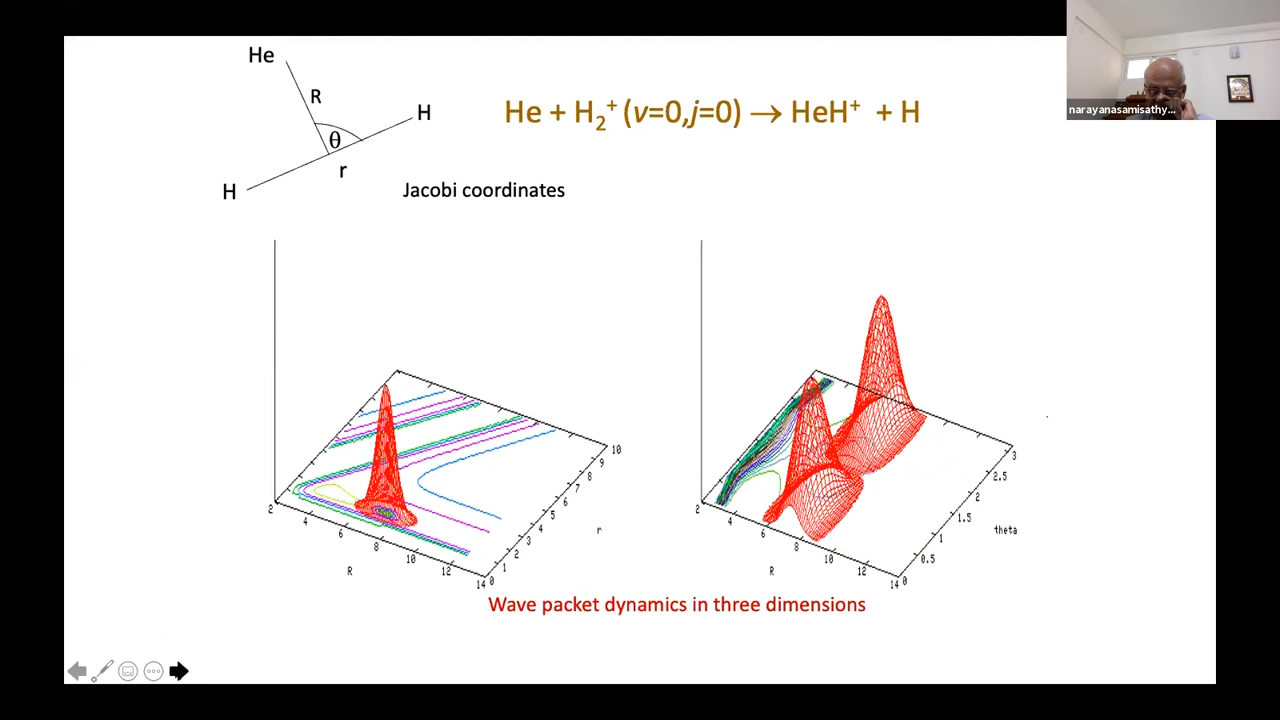 He
R
H
θ
r
H
He + H₂⁺ (v=0,j=0) → HeH⁺ + H
Jacobi coordinates
narayanasamisathy...
2 4 6 8 10 12 14
R
0 1 2 3 4 5 6 7 8 9 10
r
2 4 6 8 10 12 14
R
0 0.5 1 1.5 2 2.5 3
theta
Wave packet dynamics in three dimensions